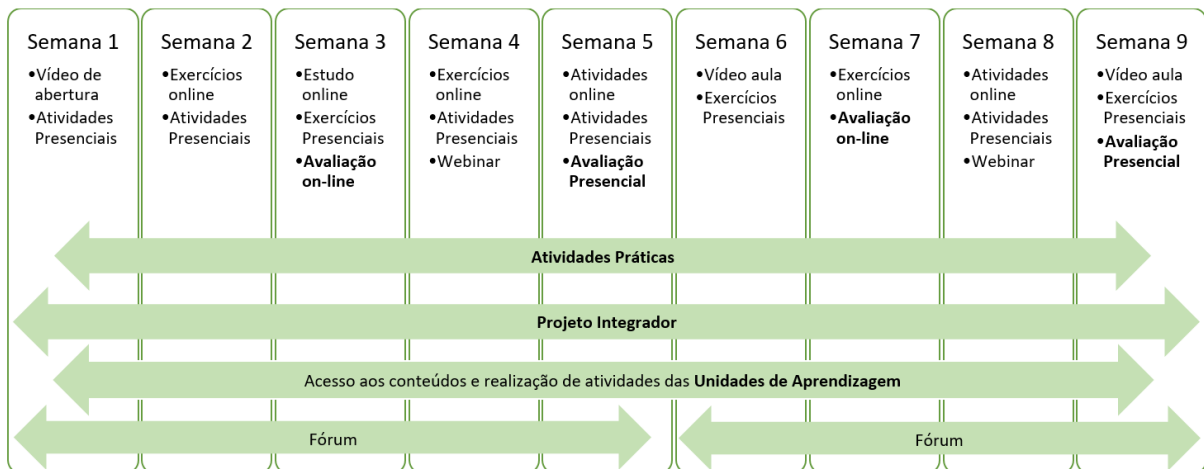 Semana 1
•Vídeo de
abertura
•Atividades
Presenciais
Semana 2
•Exercícios
online
•Atividades
Presenciais
Semana 3
•Estudo
online
•Exercícios
Presenciais
•Avaliação
on-line
Semana 4
•Exercícios
online
•Atividades
Presenciais
•Webinar
Semana 5
•Atividades
online
•Atividades
Presenciais
•Avaliação
Presencial
Semana 6
•Vídeo aula
•Exercícios
Presenciais
Semana 7
•Exercícios
online
•Avaliação
on-line
Semana 8
•Atividades
online
•Atividades
Presenciais
•Webinar
Semana 9
•Vídeo aula
•Exercícios
Presenciais
•Avaliação
Presencial
Atividades Práticas
Projeto Integrador
Acesso aos conteúdos e realização de atividades das Unidades de Aprendizagem
Fórum
Fórum